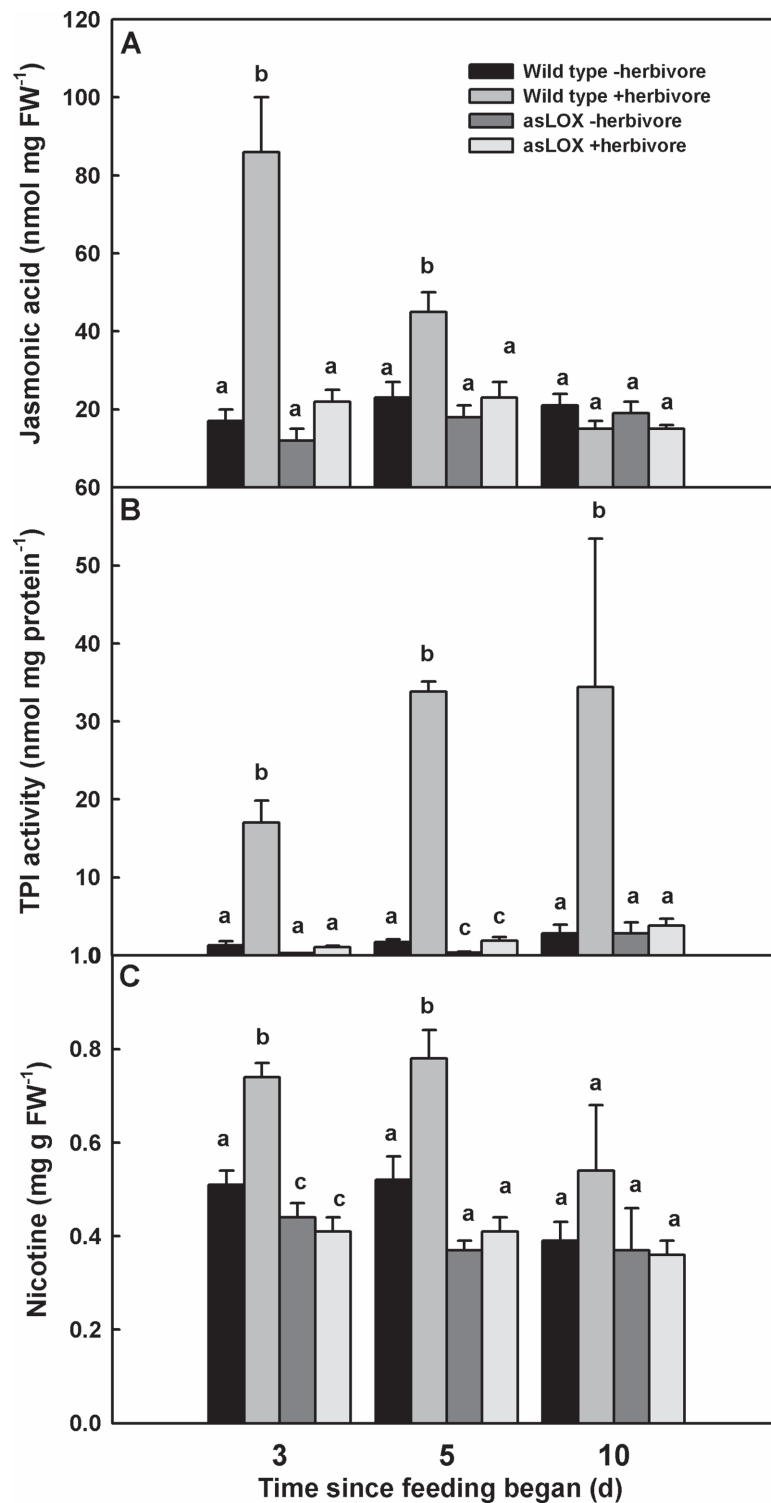 120
A
Wild type -herbivore
b
Wild type +herbivore
100
asLOX -herbivore
asLOX +herbivore
80
Jasmonic acid (nmol mg FW⁻¹)
60
b
40
a
a
a
a
a
a
a
a
a
a
20
60
B
b
50
TPI activity (nmol mg protein⁻¹)
40
b
30
b
20
10
a
a
a
a
c
c
a
a
a
1.0
C
b
b
0.8
Nicotine (mg g FW⁻¹)
a
0.6
a
a
c
c
a
a
a
a
a
0.4
0.2
0.0
3
5
10
Time since feeding began (d)